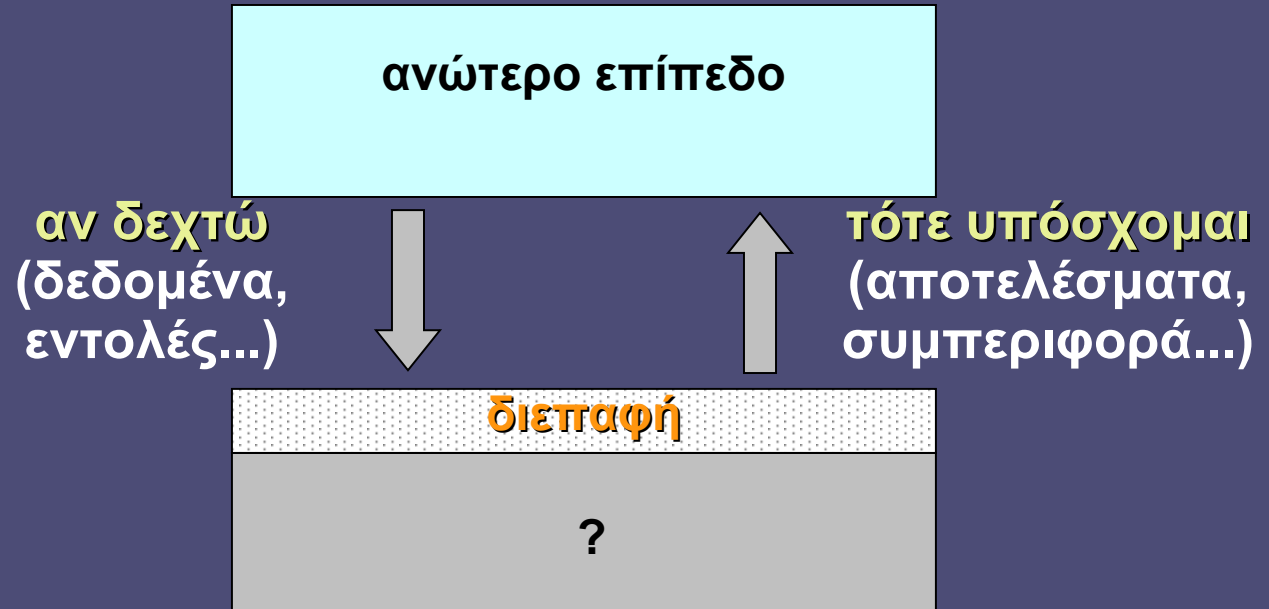 ανώτερο επίπεδο
αν δεχτώ
(δεδομένα,
εντολές...)
τότε υπόσχομαι
(αποτελέσματα,
συμπεριφορά...)
διεπαφή
?